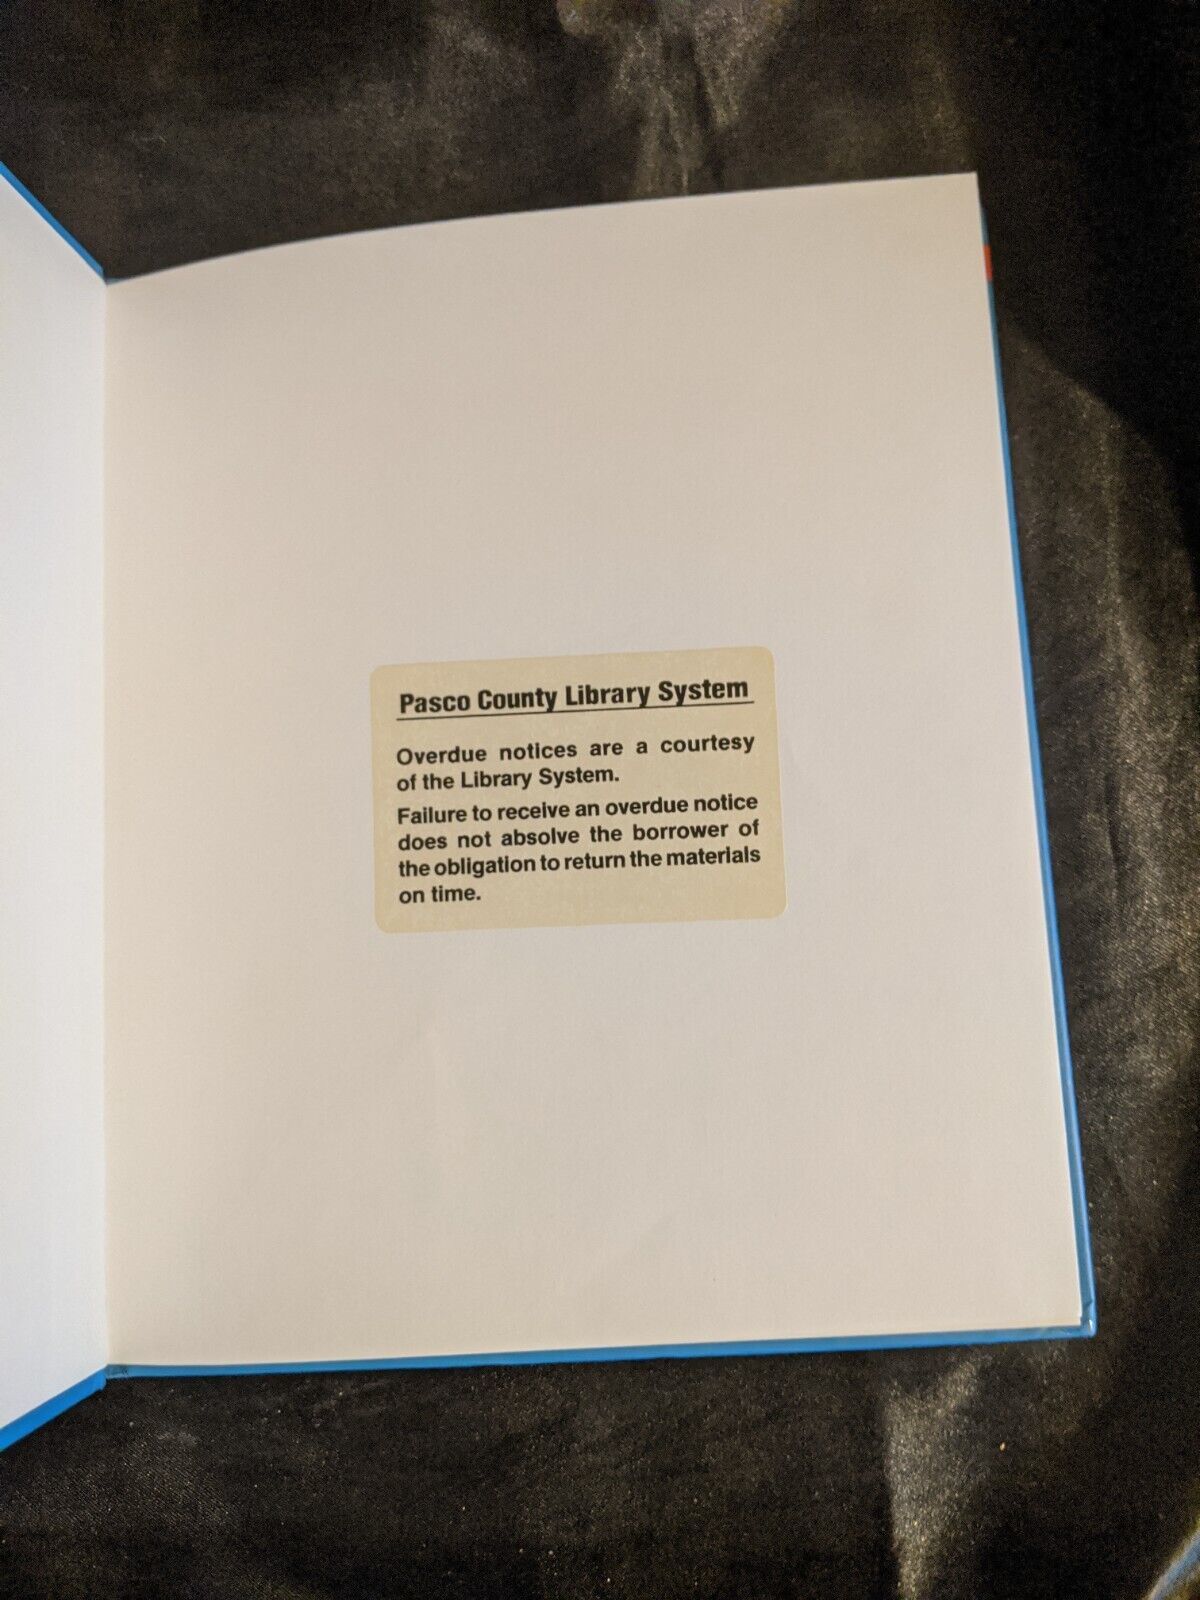 Pasco County Library System
Overdue notices are a courtesy
of the Library System.
Failure to receive an overdue notice
does not absolve the borrower of
the obligation to return the materials
on time.